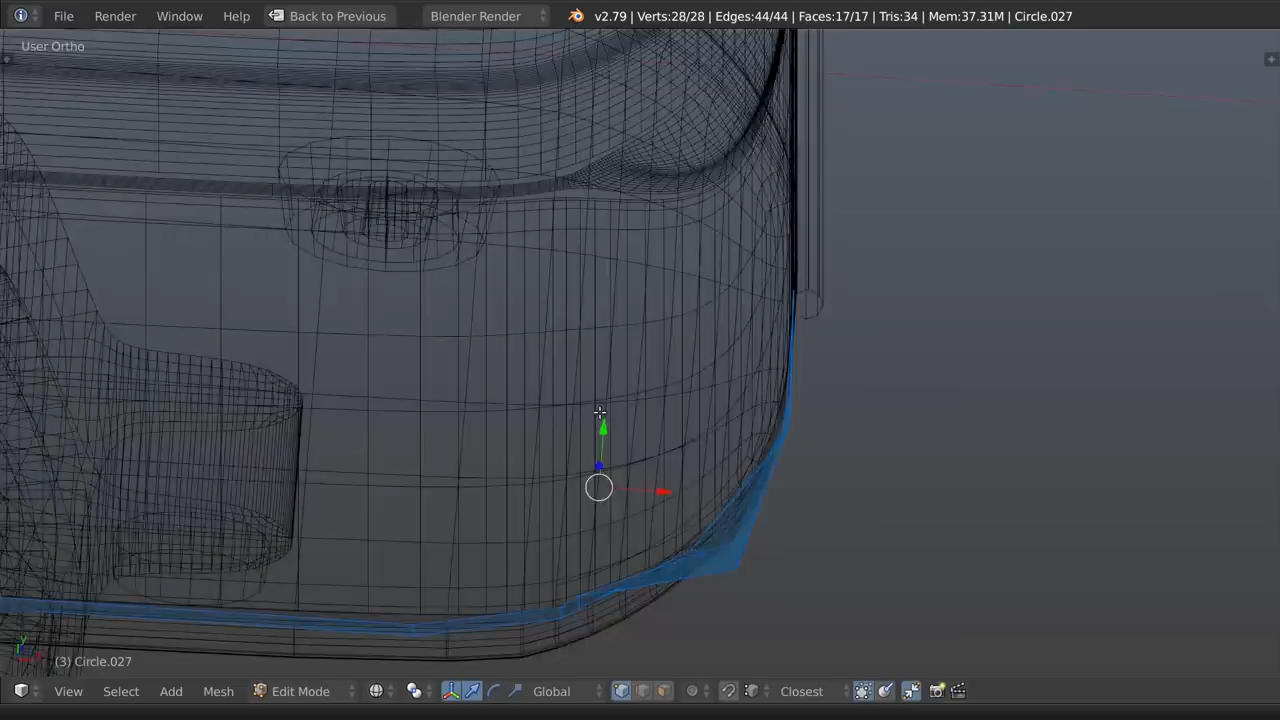 File Render Window Help Back to Previous Blender Render v2.79 | Verts:28/28 | Edges:44/44 | Faces:17/17 | Tris:34 | Mem:37.31M | Circle.027
User Ortho
y
(3) Circle.027
View Select Add Mesh Edit Mode Global Closest